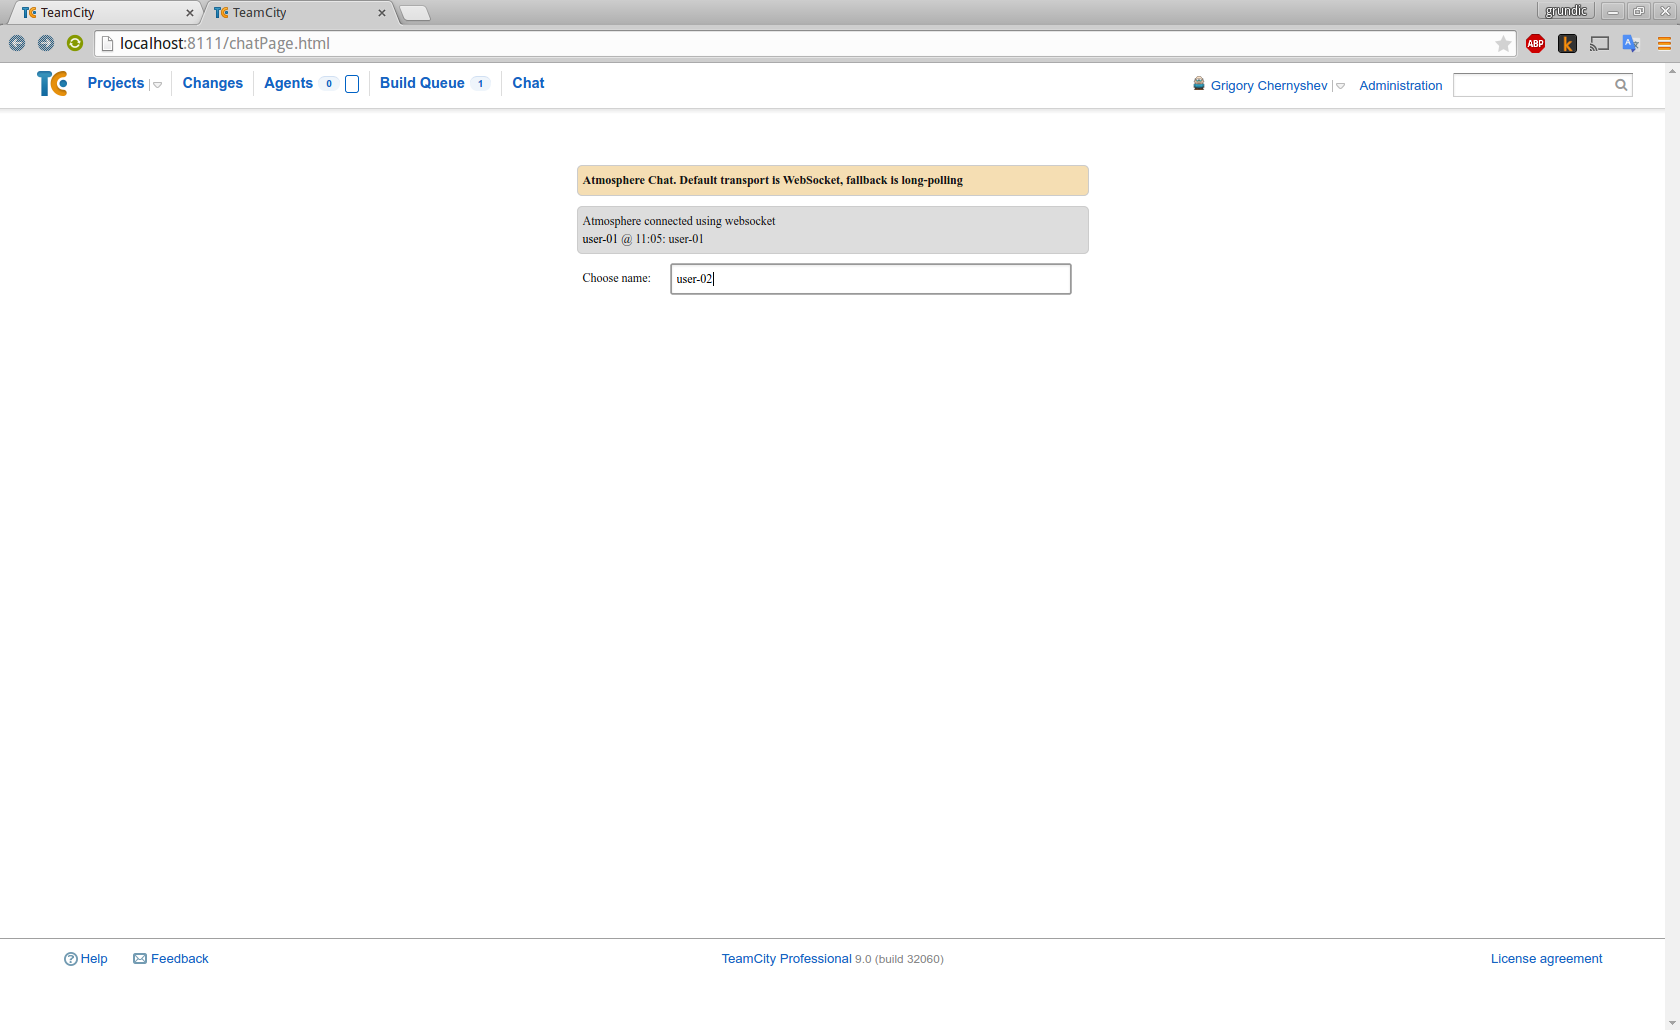 TeamCity TeamCity grundic
localhost:8111/chatPage.html ABP k A
TC Projects Changes Agents 0 Build Queue 1 Chat Grigory Chernyshev Administration
Atmosphere Chat. Default transport is WebSocket, fallback is long-polling
Atmosphere connected using websocket
user-01 @ 11:05: user-01
Choose name: user-02
Help Feedback TeamCity Professional 9.0 (build 32060) License agreement